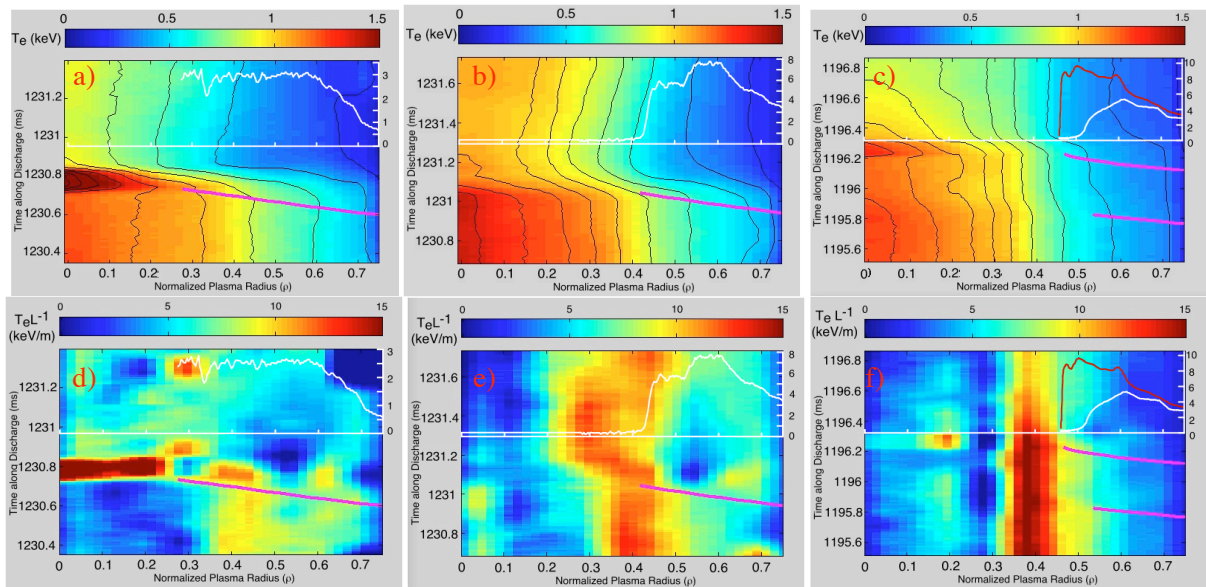 0 0.5 1 1.5
T_e (keV)
a)
1231.2
1231
1230.8
1230.6
1230.4
Time along Discharge (ms)
3
2
1
0
0 0.1 0.2 0.3 0.4 0.5 0.6 0.7
Normalized Plasma Radius (ρ)
0 0.5 1 1.5
T_e (keV)
b)
1231.6
1231.4
1231.2
1231
1230.8
Time along Discharge (ms)
8
6
4
2
0
0 0.1 0.2 0.3 0.4 0.5 0.6 0.7
Normalized Plasma Radius (ρ)
0 0.5 1 1.5
T_e (keV)
c)
1196.8
1196.6
1196.4
1196.2
1196
1195.8
1195.6
Time along Discharge (ms)
10
8
6
4
2
0
0 0.1 0.2 0.3 0.4 0.5 0.6 0.7
Normalized Plasma Radius (ρ)
0 5 10 15
T_eL⁻¹
(keV/m)
d)
1231.2
1231
1230.8
1230.6
1230.4
Time along Discharge (ms)
3
2
1
0
0 0.1 0.2 0.3 0.4 0.5 0.6 0.7
Normalized Plasma Radius (ρ)
0 5 10 15
T_eL⁻¹
(keV/m)
e)
1231.6
1231.4
1231.2
1231
1230.8
Time along Discharge (ms)
8
6
4
2
0
0 0.1 0.2 0.3 0.4 0.5 0.6 0.7
Normalized Plasma Radius (ρ)
0 5 10 15
T_e L⁻¹
(keV/m)
f)
1196.8
1196.6
1196.4
1196.2
1196
1195.8
1195.6
Time along Discharge (ms)
10
8
6
4
2
0
0 0.1 0.2 0.3 0.4 0.5 0.6 0.7
Normalized Plasma Radius (ρ)